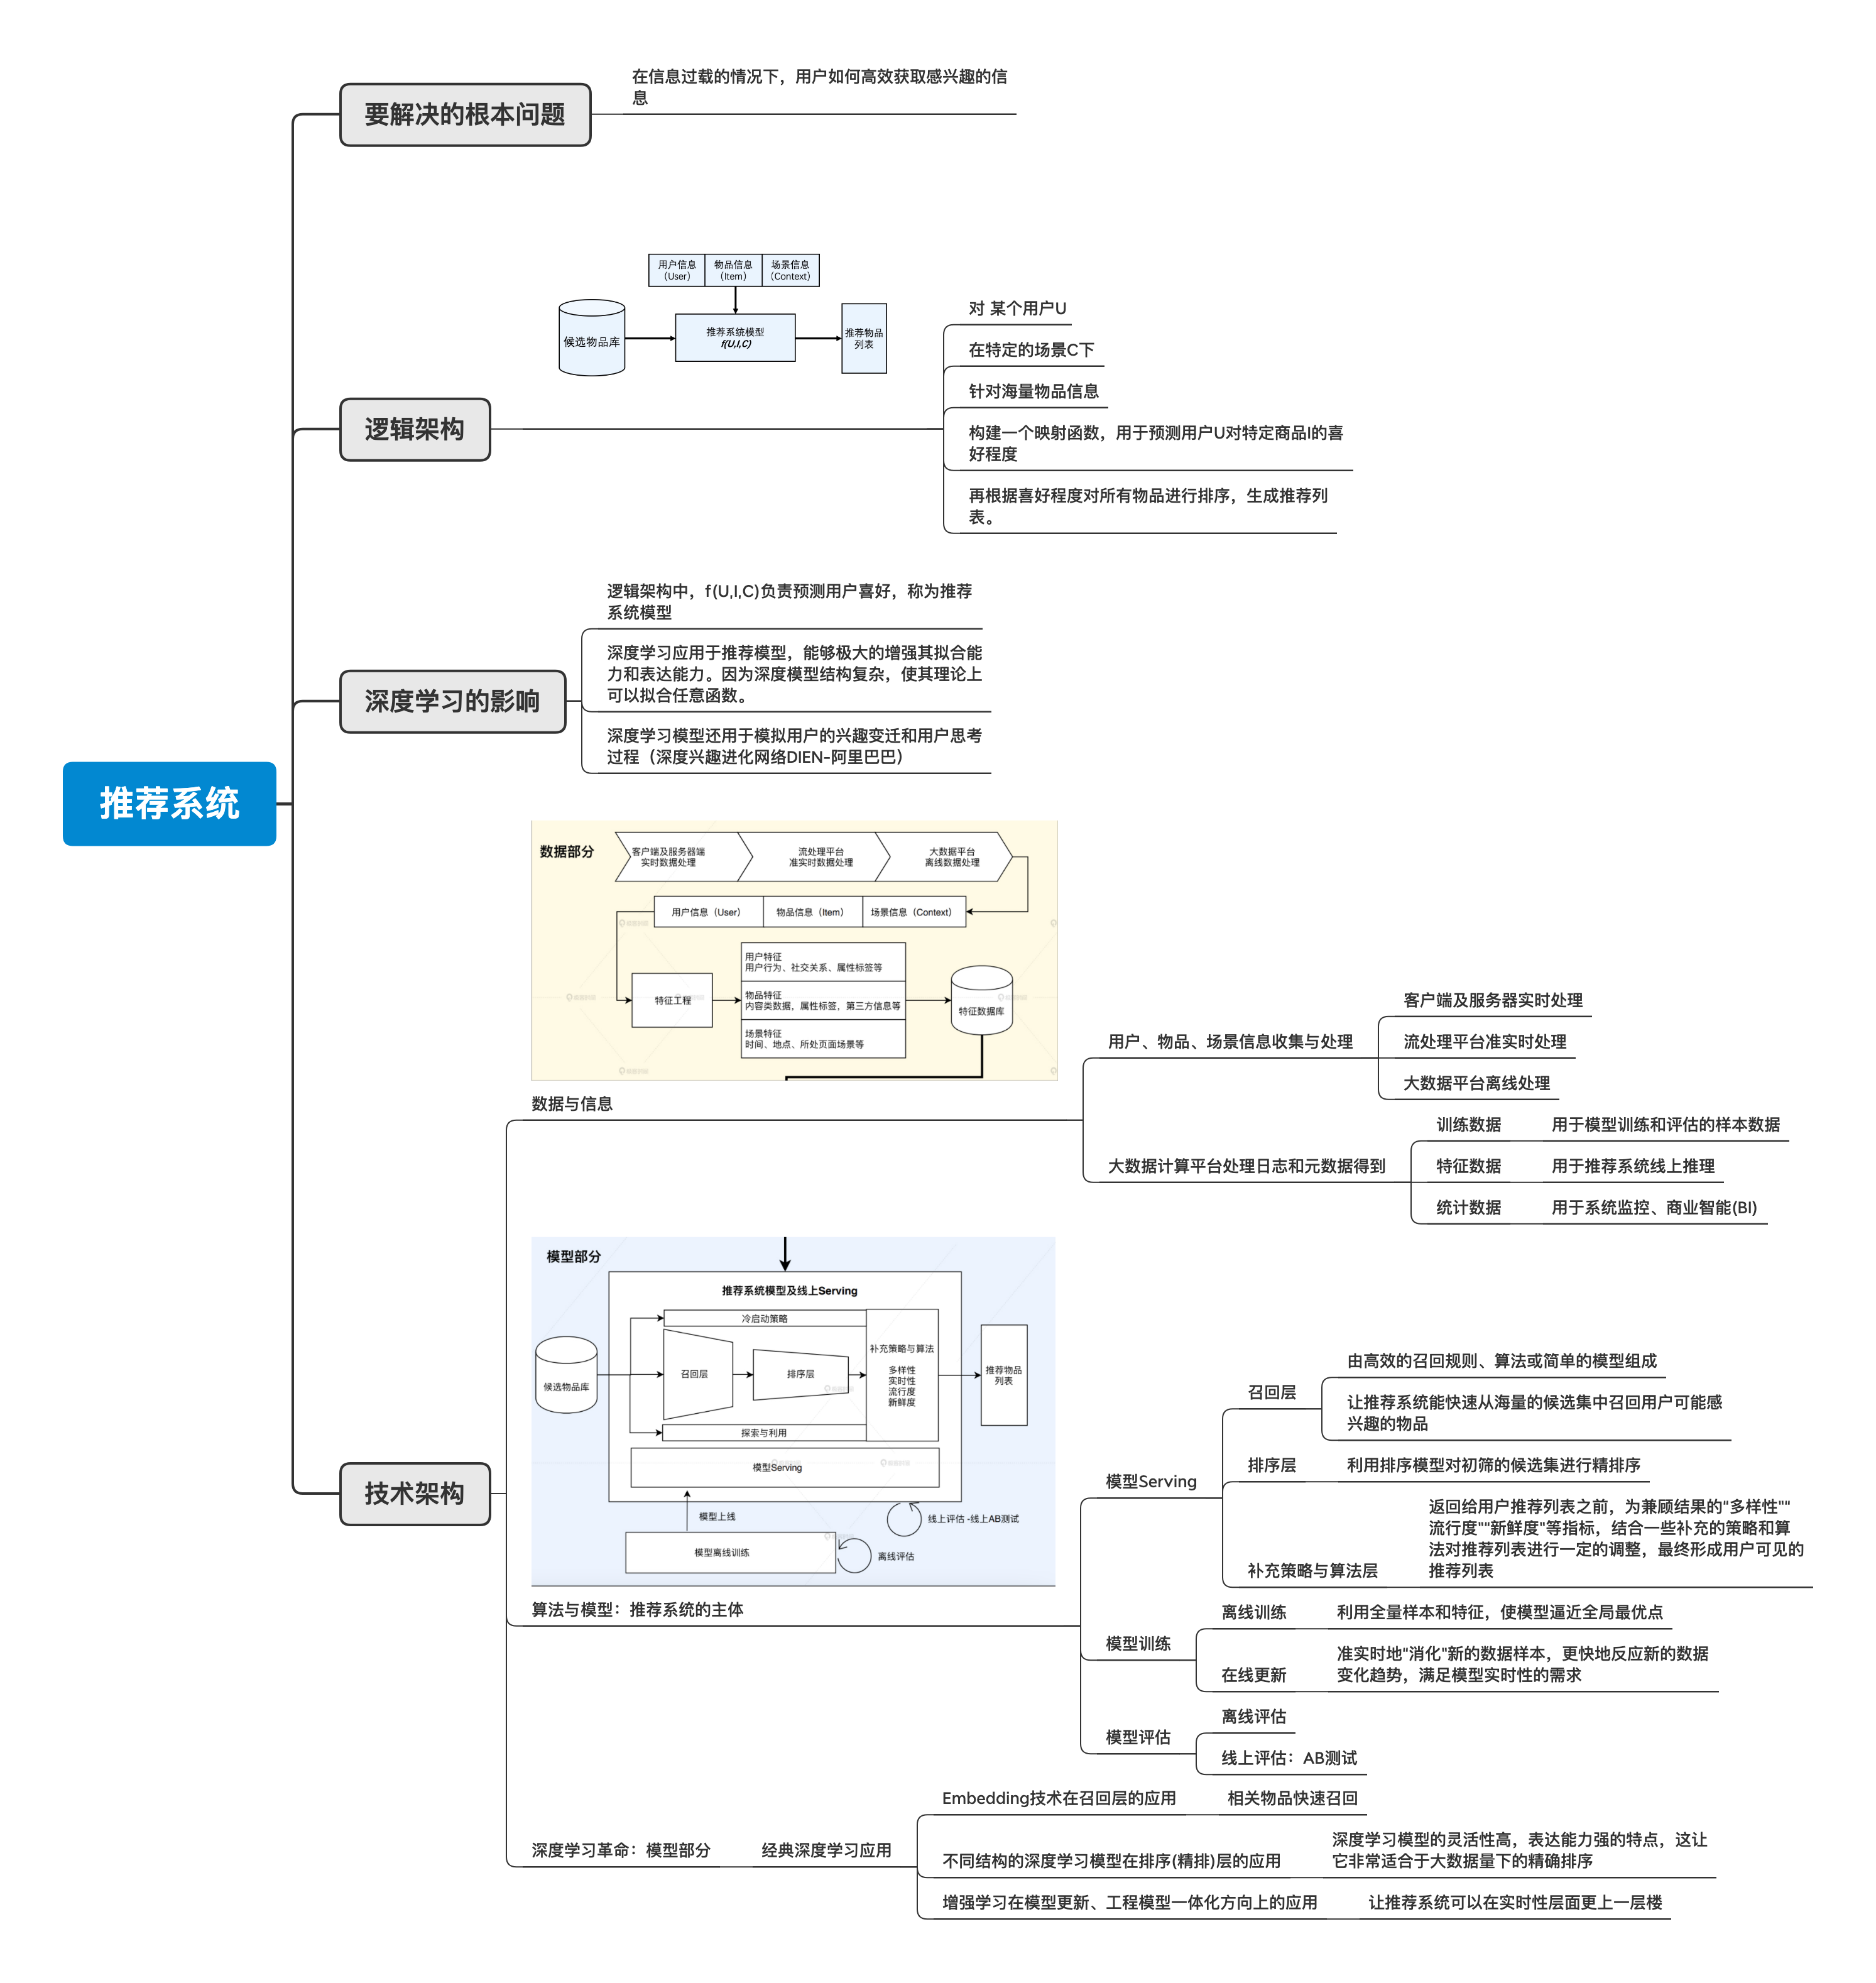 要解决的根本问题
在信息过载的情况下，用户如何高效获取感兴趣的信
息
用户信息
（User）
物品信息
（Item）
场景信息
（Context）
候选物品库
推荐系统模型
f(U,I,C)
推荐物品
列表
逻辑架构
对 某个用户U
在特定的场景C下
针对海量物品信息
构建一个映射函数，用于预测用户U对特定商品I的喜
好程度
再根据喜好程度对所有物品进行排序，生成推荐列
表。
深度学习的影响
逻辑架构中，f(U,I,C)负责预测用户喜好，称为推荐
系统模型
深度学习应用于推荐模型，能够极大的增强其拟合能
力和表达能力。因为深度模型结构复杂，使其理论上
可以拟合任意函数。
深度学习模型还用于模拟用户的兴趣变迁和用户思考
过程（深度兴趣进化网络DIEN-阿里巴巴）
推荐系统
数据部分
客户端及服务器端
实时数据处理
流处理平台
准实时数据处理
大数据平台
离线数据处理
用户信息（User）
物品信息（Item）
场景信息（Context）
特征工程
用户特征
用户行为、社交关系、属性标签等
物品特征
内容类数据，属性标签，第三方信息等
场景特征
时间、地点、所处页面场景等
特征数据库
数据与信息
用户、物品、场景信息收集与处理
客户端及服务器实时处理
流处理平台准实时处理
大数据平台离线处理
大数据计算平台处理日志和元数据得到
训练数据
用于模型训练和评估的样本数据
特征数据
用于推荐系统线上推理
统计数据
用于系统监控、商业智能(BI)
技术架构
模型部分
推荐系统模型及线上Serving
冷启动策略
候选物品库
召回层
排序层
补充策略与算法
多样性
实时性
流行度
新鲜度
推荐物品
列表
探索与利用
模型Serving
模型上线
线上评估 -线上AB测试
模型离线训练
离线评估
算法与模型：推荐系统的主体
模型Serving
召回层
由高效的召回规则、算法或简单的模型组成
让推荐系统能快速从海量的候选集中召回用户可能感
兴趣的物品
排序层
利用排序模型对初筛的候选集进行精排序
补充策略与算法层
返回给用户推荐列表之前，为兼顾结果的"多样性""
流行度""新鲜度"等指标，结合一些补充的策略和算
法对推荐列表进行一定的调整，最终形成用户可见的
推荐列表
模型训练
离线训练
利用全量样本和特征，使模型逼近全局最优点
在线更新
准实时地"消化"新的数据样本，更快地反应新的数据
变化趋势，满足模型实时性的需求
模型评估
离线评估
线上评估：AB测试
深度学习革命：模型部分
经典深度学习应用
Embedding技术在召回层的应用
相关物品快速召回
不同结构的深度学习模型在排序(精排)层的应用
深度学习模型的灵活性高，表达能力强的特点，这让
它非常适合于大数据量下的精确排序
增强学习在模型更新、工程模型一体化方向上的应用
让推荐系统可以在实时性层面更上一层楼